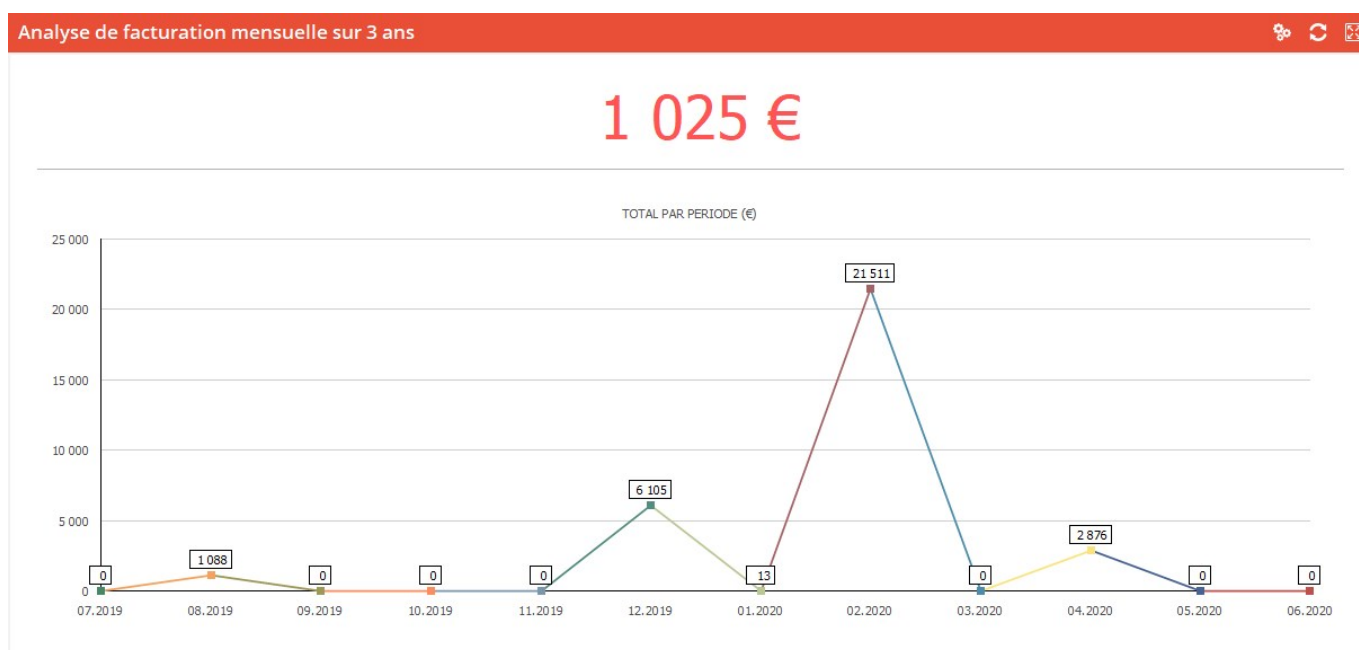 Analyse de facturation mensuelle sur 3 ans
1 025 €
TOTAL PAR PERIODE (€)
25 000
21 511
20 000
15 000
10 000
6 105
5 000
2 876
1 088
0 0 0 0 13 0 0 0
0
07.2019 08.2019 09.2019 10.2019 11.2019 12.2019 01.2020 02.2020 03.2020 04.2020 05.2020 06.2020